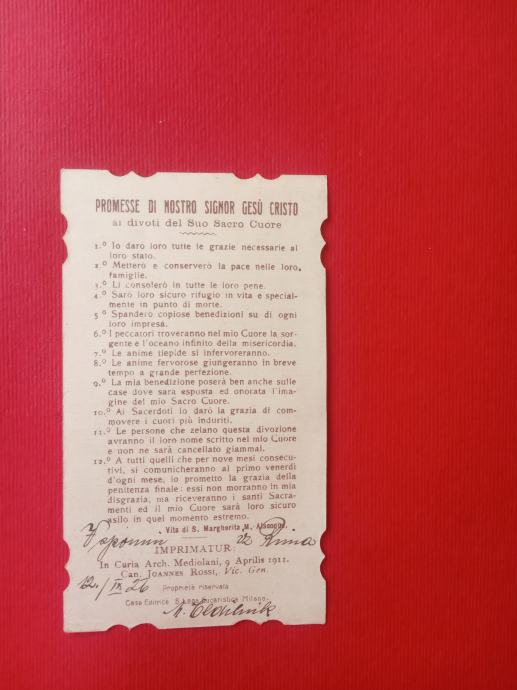 PROMESSE DI NOSTRO SIGNOR GESÙ CRISTO
ai divoti del Suo Sacro Cuore
1.º Io darò loro tutte le grazie necessarie al
loro stato.
2.º Metterò e conserverò la pace nelle loro
famiglie.
3.º Li consolerò in tutte le loro pene.
4.º Sarò loro sicuro rifugio in vita e special-
mente in punto di morte.
5º Spanderò copiose benedizioni su di ogni
loro impresa.
6.º I peccatori troveranno nel mio Cuore la sor-
gente e l'oceano infinito della misericordia.
7.º Le anime tiepide si infervoreranno.
8.º Le anime fervorose giungeranno in breve
tempo a grande perfezione.
9.º La mia benedizione poserà ben anche sulle
case dove sarà esposta ed onorata l'ima-
gine del mio Sacro Cuore.
10.º Ai Sacerdoti io darò la grazia di com-
movere i cuori più induriti.
11.º Le persone che zelano questa divozione
avranno il loro nome scritto nel mio Cuore
e non ne sarà cancellato giammai.
12.º A tutti quelli che per nove mesi consecu-
tivi, si comunicheranno al primo venerdì
d'ogni mese, io prometto la grazia della
penitenza finale: essi non morranno in mia
disgrazia, ma riceveranno i santi Sacra-
menti ed il mio Cuore sarà loro sicuro
asilo in quel momento estremo.
Vita di S. Margherita M. Alacoque.
IMPRIMATUR:
In Curia Arch. Mediolani, 9 Aprilis 1911.
Can. JOANNES ROSSI, Vic. Gen.
12./IX 26
Proprietà riservata
Casa Editrice S. Lega Eucaristica - Milano.